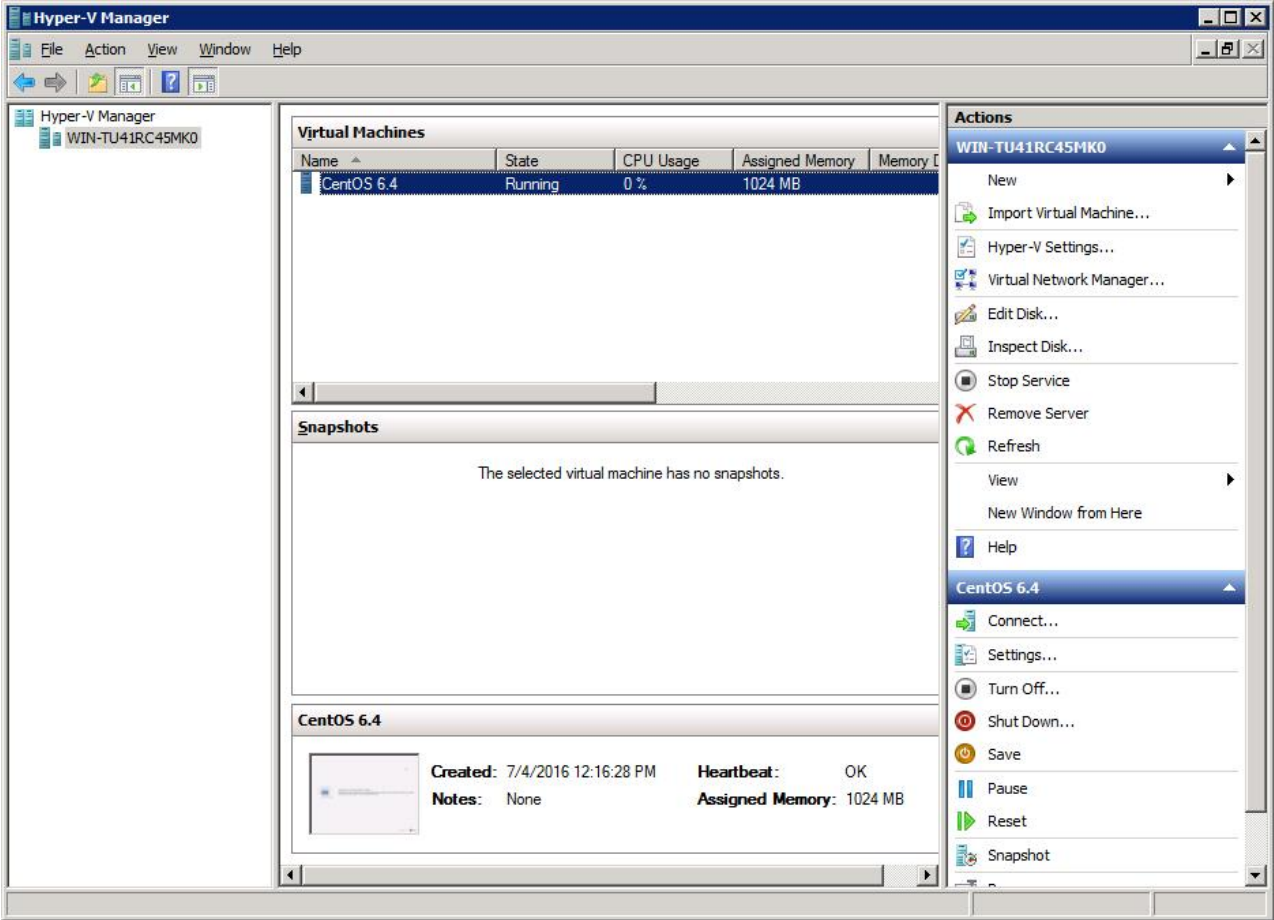 Hyper-V Manager
File Action View Window Help
Hyper-V Manager
WIN-TU41RC45MK0
Virtual Machines
Name State CPU Usage Assigned Memory Memory D
CentOS 6.4 Running 0 % 1024 MB
Snapshots
The selected virtual machine has no snapshots.
CentOS 6.4
Created: 7/4/2016 12:16:28 PM Heartbeat: OK
Notes: None Assigned Memory: 1024 MB
Actions
WIN-TU41RC45MK0
New
Import Virtual Machine...
Hyper-V Settings...
Virtual Network Manager...
Edit Disk...
Inspect Disk...
Stop Service
Remove Server
Refresh
View
New Window from Here
Help
CentOS 6.4
Connect...
Settings...
Turn Off...
Shut Down...
Save
Pause
Reset
Snapshot